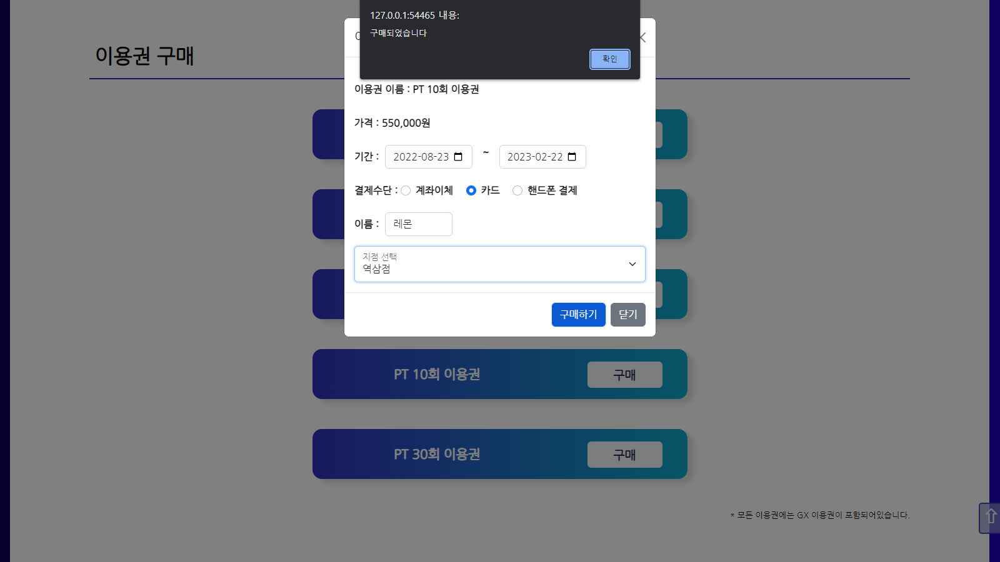 127.0.0.1:54465 내용:
구매되었습니다
확인
이용권 구매
이용권 이름 : PT 10회 이용권
가격 : 550,000원
기간 : 2022-08-23 ~ 2023-02-22
결제수단 : 계좌이체 카드 핸드폰 결제
이름 : 레몬
지점 선택
역삼점
구매하기 닫기
PT 10회 이용권 구매
PT 30회 이용권 구매
* 모든 이용권에는 GX 이용권이 포함되어있습니다.